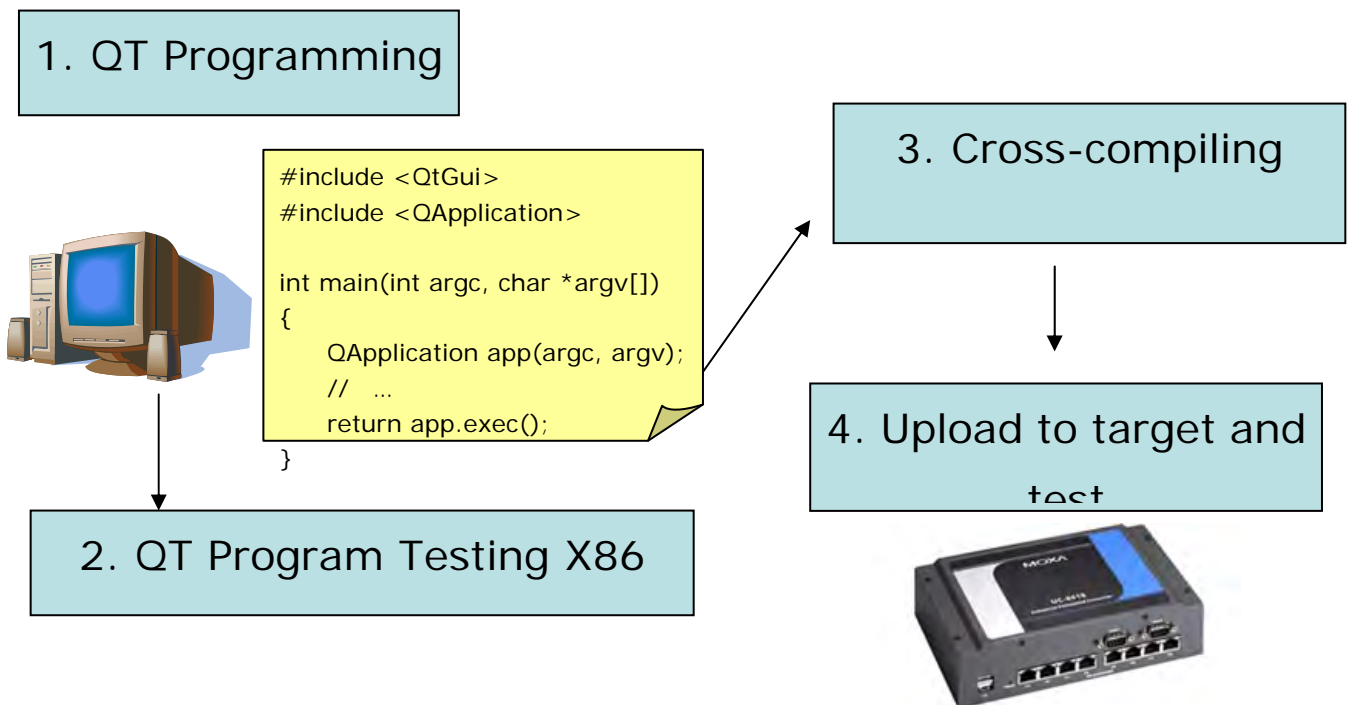 1. QT Programming
#include <QtGui>
#include <QApplication>
int main(int argc, char *argv[])
{
QApplication app(argc, argv);
// ...
return app.exec();
}
2. QT Program Testing X86
3. Cross-compiling
4. Upload to target and
test
MOXA